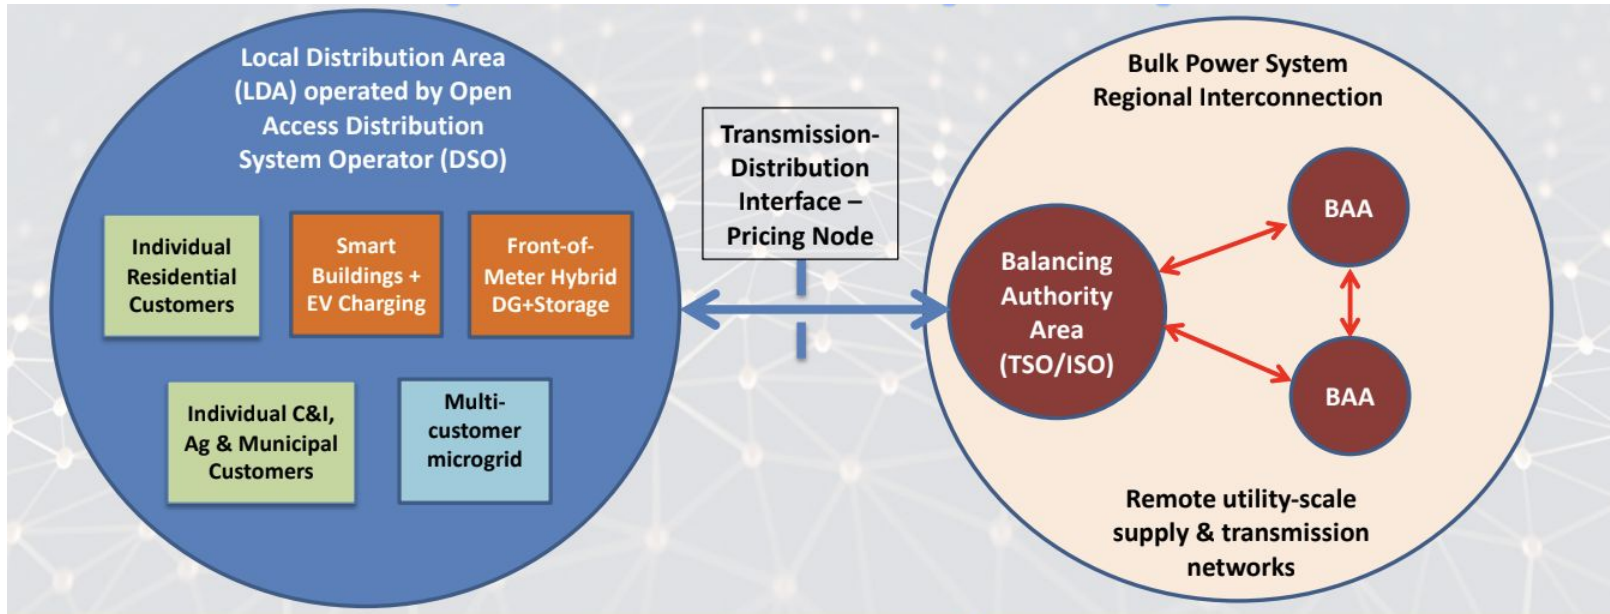 Local Distribution Area
(LDA) operated by Open
Access Distribution
System Operator (DSO)
Individual
Residential
Customers
Smart
Buildings +
EV Charging
Front-of-
Meter Hybrid
DG+Storage
Individual C&I,
Ag & Municipal
Customers
Multi-
customer
microgrid
Transmission-
Distribution
Interface –
Pricing Node
Bulk Power System
Regional Interconnection
Balancing
Authority
Area
(TSO/ISO)
BAA
BAA
Remote utility-scale
supply & transmission
networks